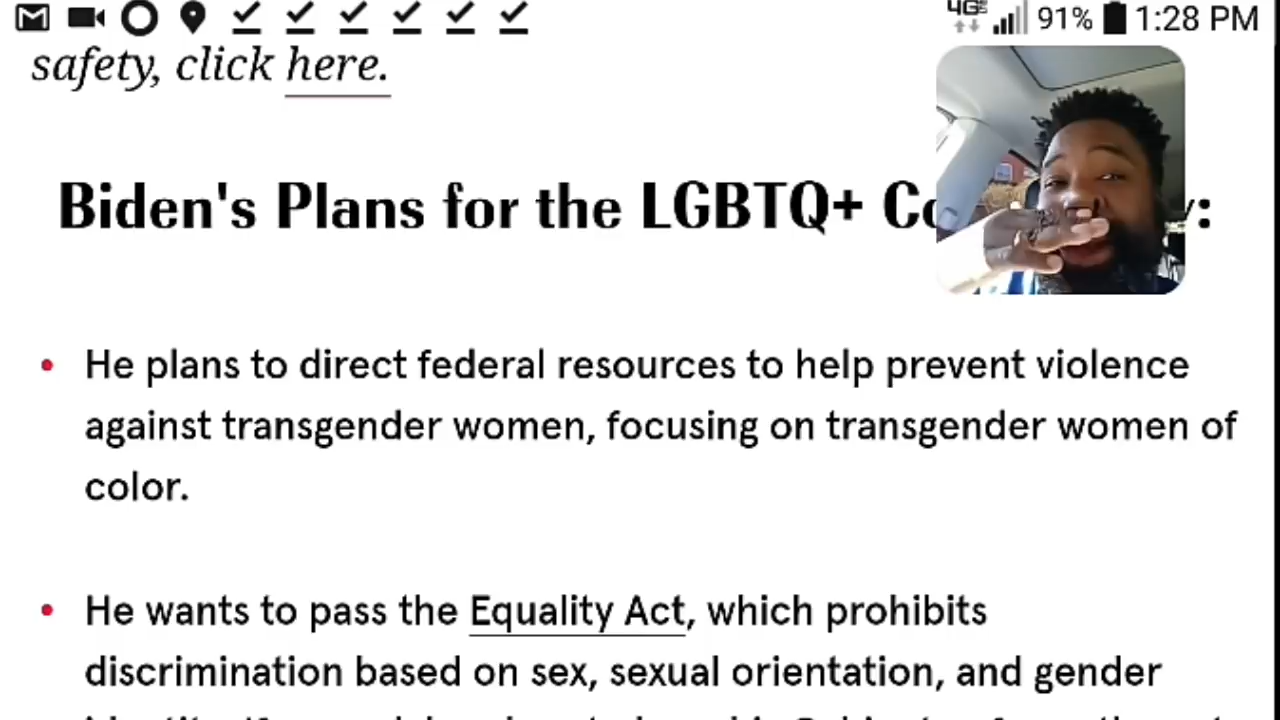 4G 91% 1:28 PM
safety, click here.
Biden's Plans for the LGBTQ+ :
• He plans to direct federal resources to help prevent violence
against transgender women, focusing on transgender women of
color.
• He wants to pass the Equality Act, which prohibits
discrimination based on sex, sexual orientation, and gender